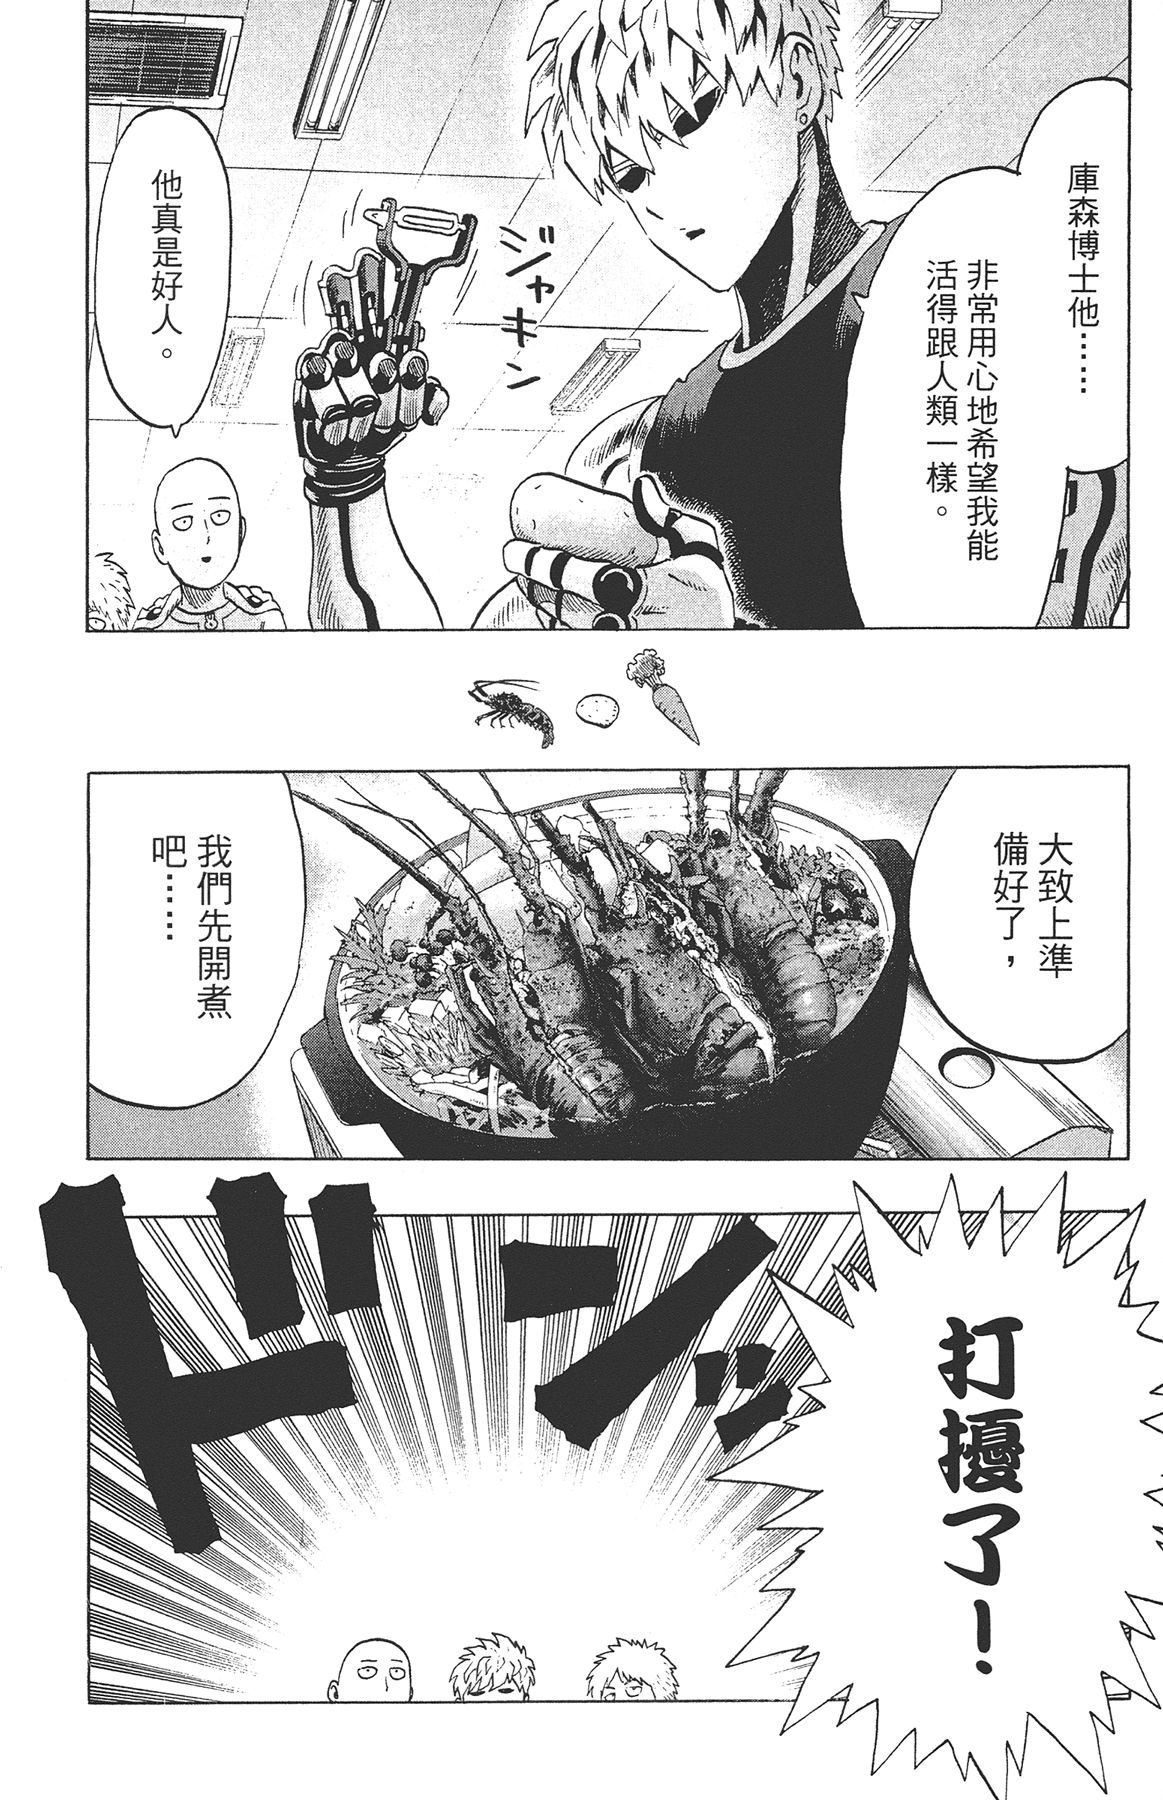 庫森博士他……
非常用心地希望我能
活得跟人類一樣。
ジャキン
他真是好人。
大致上準
備好了，
我們先開煮
吧……
打擾了！
ドンッ